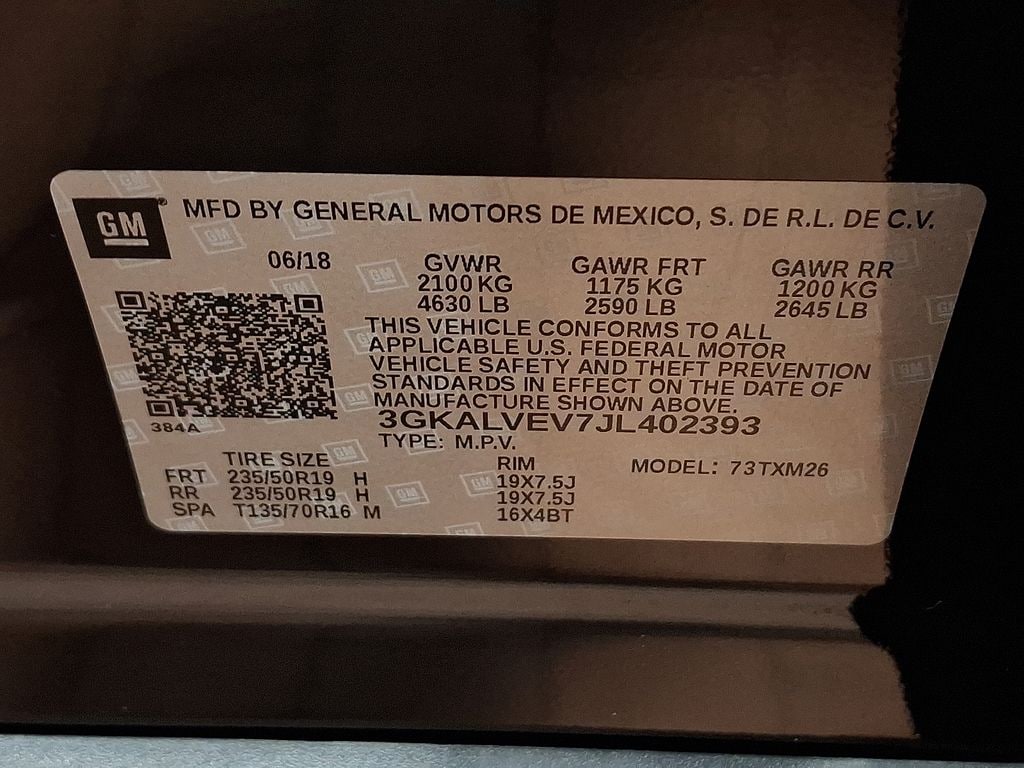 GM MFD BY GENERAL MOTORS DE MEXICO, S. DE R.L. DE C.V.
06/18 GVWR GAWR FRT GAWR RR
2100 KG 1175 KG 1200 KG
4630 LB 2590 LB 2645 LB
THIS VEHICLE CONFORMS TO ALL
APPLICABLE U.S. FEDERAL MOTOR
VEHICLE SAFETY AND THEFT PREVENTION
STANDARDS IN EFFECT ON THE DATE OF
MANUFACTURE SHOWN ABOVE.
384A 3GKALVEV7JL402393
TYPE: M.P.V.
TIRE SIZE RIM MODEL: 73TXM26
FRT 235/50R19 H 19X7.5J
RR 235/50R19 H 19X7.5J
SPA T135/70R16 M 16X4BT